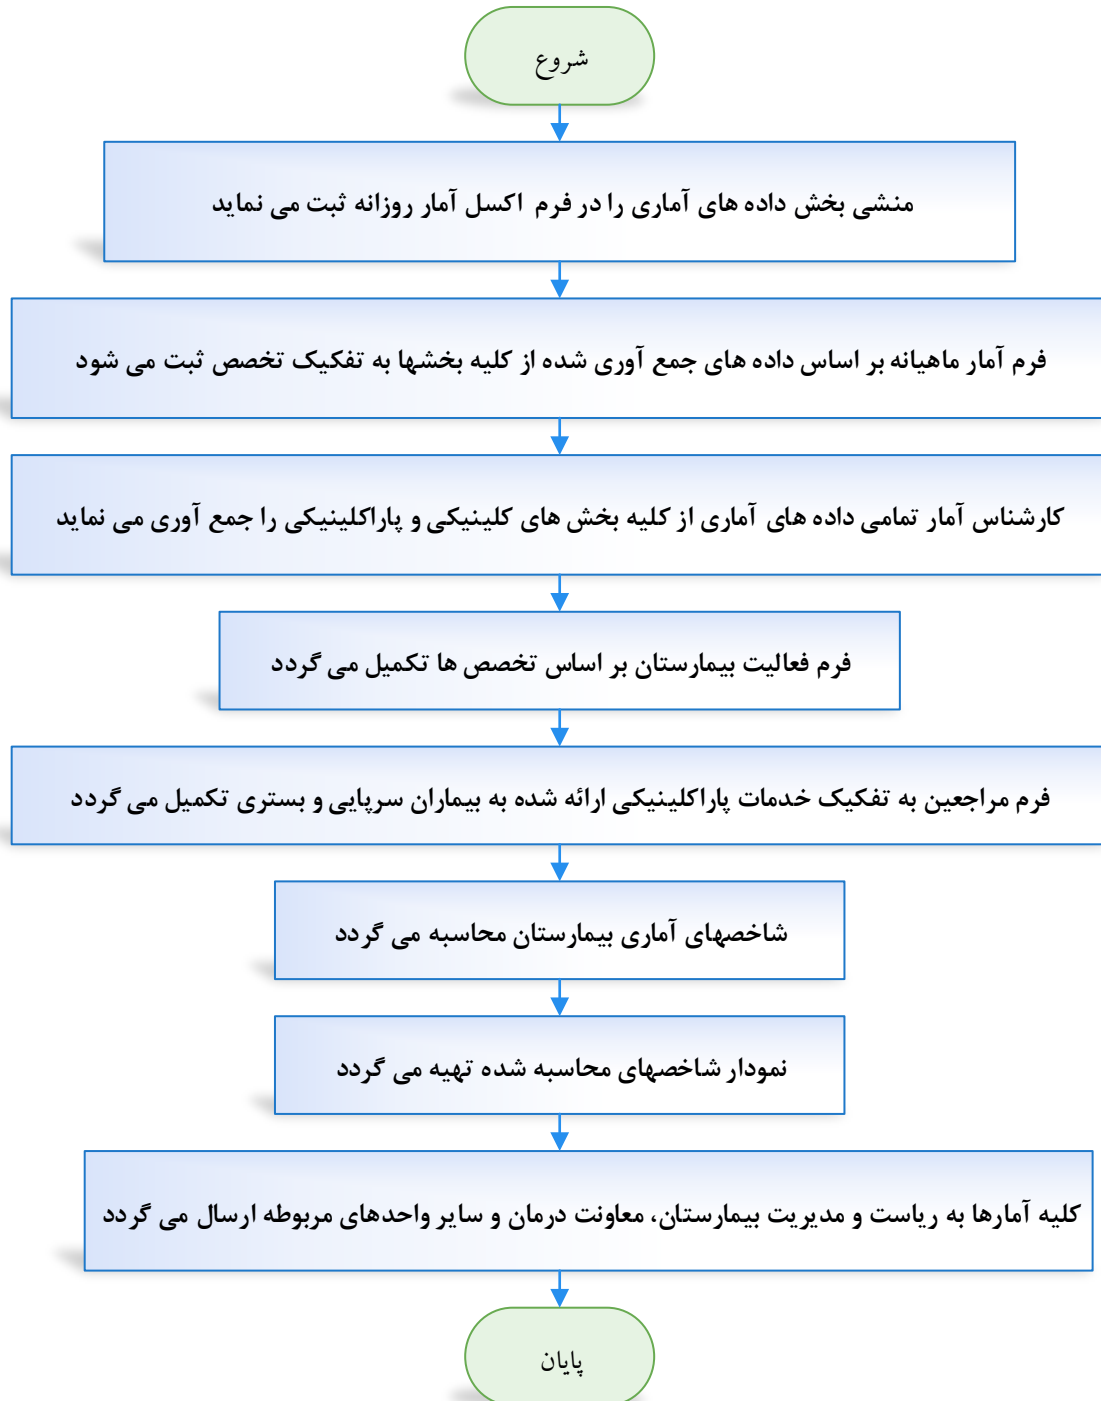 شروع
منشی بخش داده های آماری را در فرم اکسل آمار روزانه ثبت می نماید
فرم آمار ماهیانه بر اساس داده های جمع آوری شده از کلیه بخشها به تفکیک تخصص ثبت می شود
کارشناس آمار تمامی داده های آماری از کلیه بخش های کلینیکی و پاراکلینیکی را جمع آوری می نماید
فرم فعالیت بیمارستان بر اساس تخصص ها تکمیل می گردد
فرم مراجعین به تفکیک خدمات پاراکلینیکی ارائه شده به بیماران سرپایی و بستری تکمیل می گردد
شاخصهای آماری بیمارستان محاسبه می گردد
نمودار شاخصهای محاسبه شده تهیه می گردد
کلیه آمارها به ریاست و مدیریت بیمارستان، معاونت درمان و سایر واحدهای مربوطه ارسال می گردد
پایان